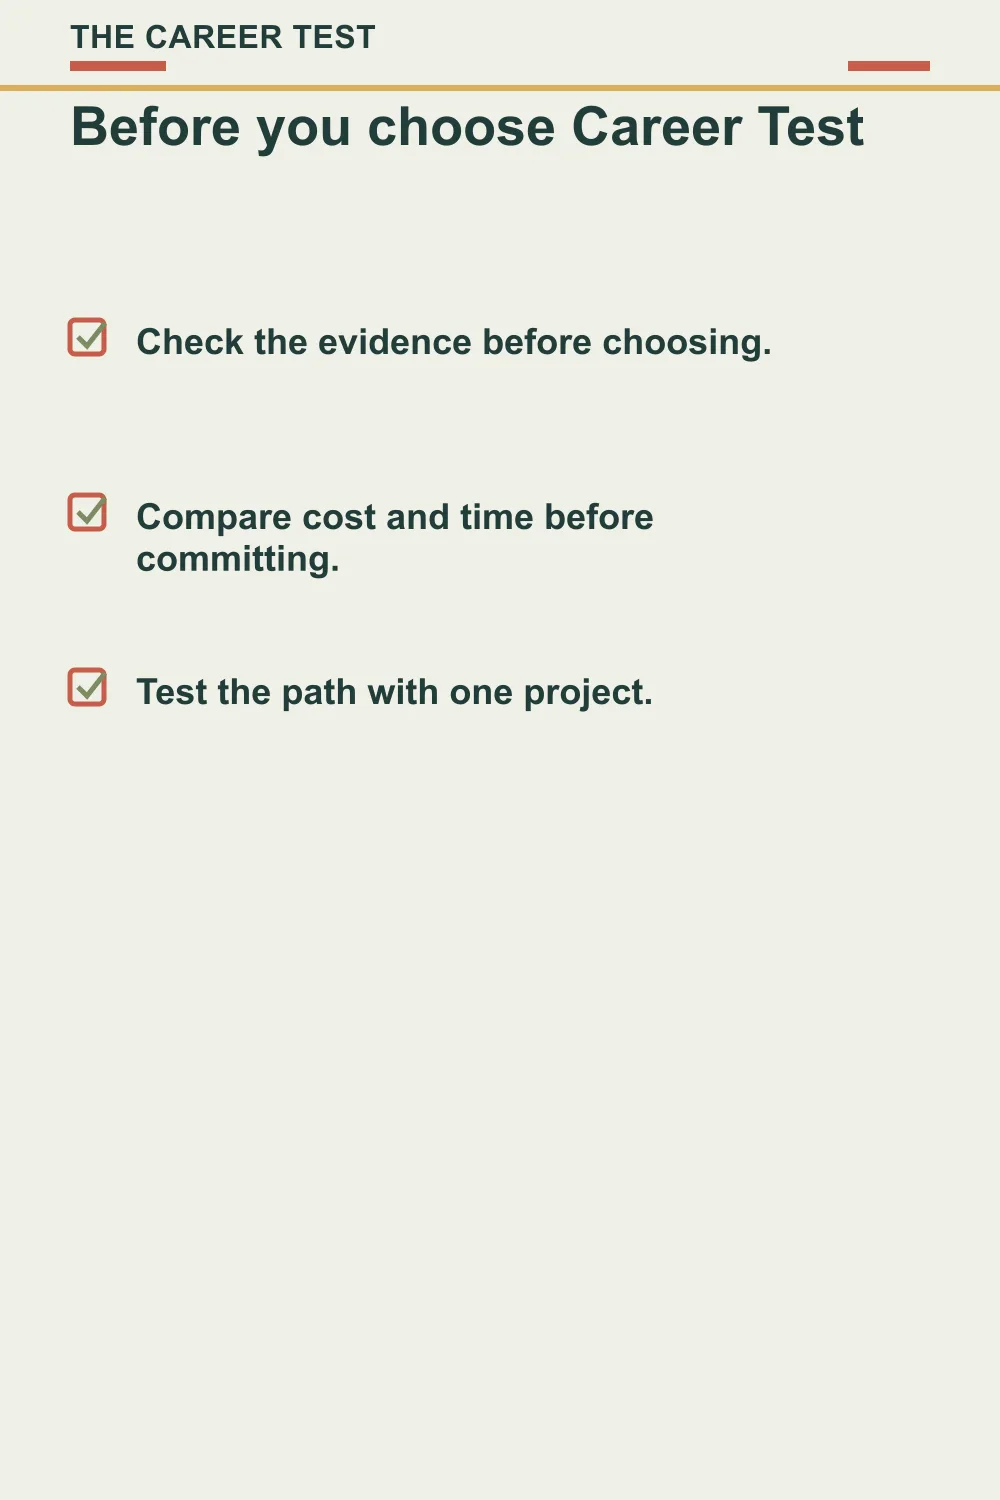 THE CAREER TEST
Before you choose Career Test
Check the evidence before choosing.
Compare cost and time before
committing.
Test the path with one project.